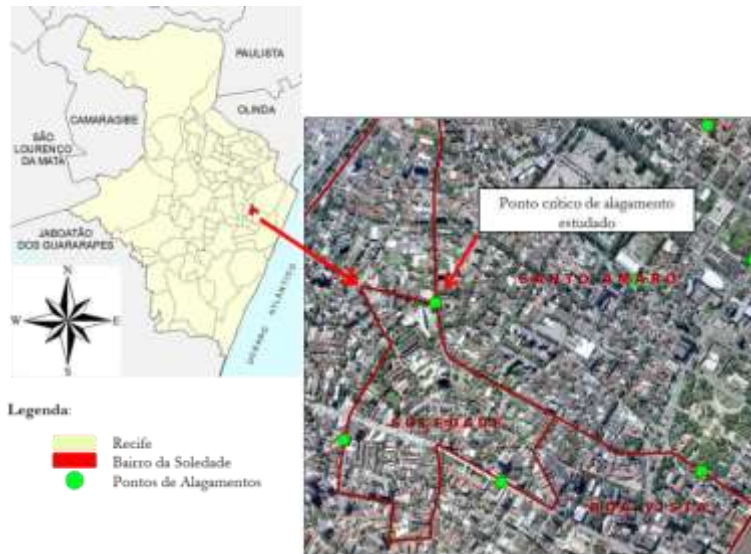 PAULISTA
OLINDA
CAMARAGIBE
SÃO
LOURENÇO
DA MATA
JABOATÃO
DOS GUARARAPES
OCEANO ATLÂNTICO
N
W E
S
Ponto crítico de alagamento
estudado
SANTO AMARO
SOLEDADE
BOA VISTA
Legenda:
Recife
Bairro da Soledade
Pontos de Alagamentos